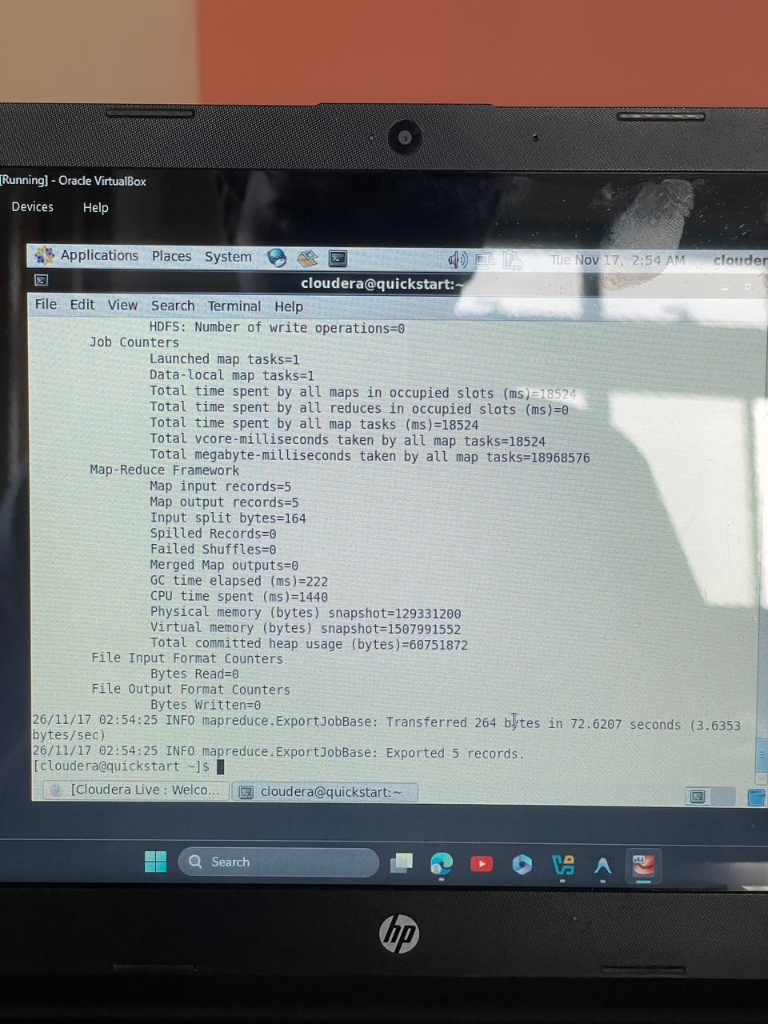 [Running] - Oracle VirtualBox
Devices Help
Applications Places System Tue Nov 17, 2:54 AM clouder
cloudera@quickstart:~
File Edit View Search Terminal Help
HDFS: Number of write operations=0
Job Counters
Launched map tasks=1
Data-local map tasks=1
Total time spent by all maps in occupied slots (ms)=18524
Total time spent by all reduces in occupied slots (ms)=0
Total time spent by all map tasks (ms)=18524
Total vcore-milliseconds taken by all map tasks=18524
Total megabyte-milliseconds taken by all map tasks=18968576
Map-Reduce Framework
Map input records=5
Map output records=5
Input split bytes=164
Spilled Records=0
Failed Shuffles=0
Merged Map outputs=0
GC time elapsed (ms)=222
CPU time spent (ms)=1440
Physical memory (bytes) snapshot=129331200
Virtual memory (bytes) snapshot=1507991552
Total committed heap usage (bytes)=60751872
File Input Format Counters
Bytes Read=0
File Output Format Counters
Bytes Written=0
26/11/17 02:54:25 INFO mapreduce.ExportJobBase: Transferred 264 bytes in 72.6207 seconds (3.6353
bytes/sec)
26/11/17 02:54:25 INFO mapreduce.ExportJobBase: Exported 5 records.
[cloudera@quickstart ~]$
[Cloudera Live : Welco... cloudera@quickstart:~
Search
hp